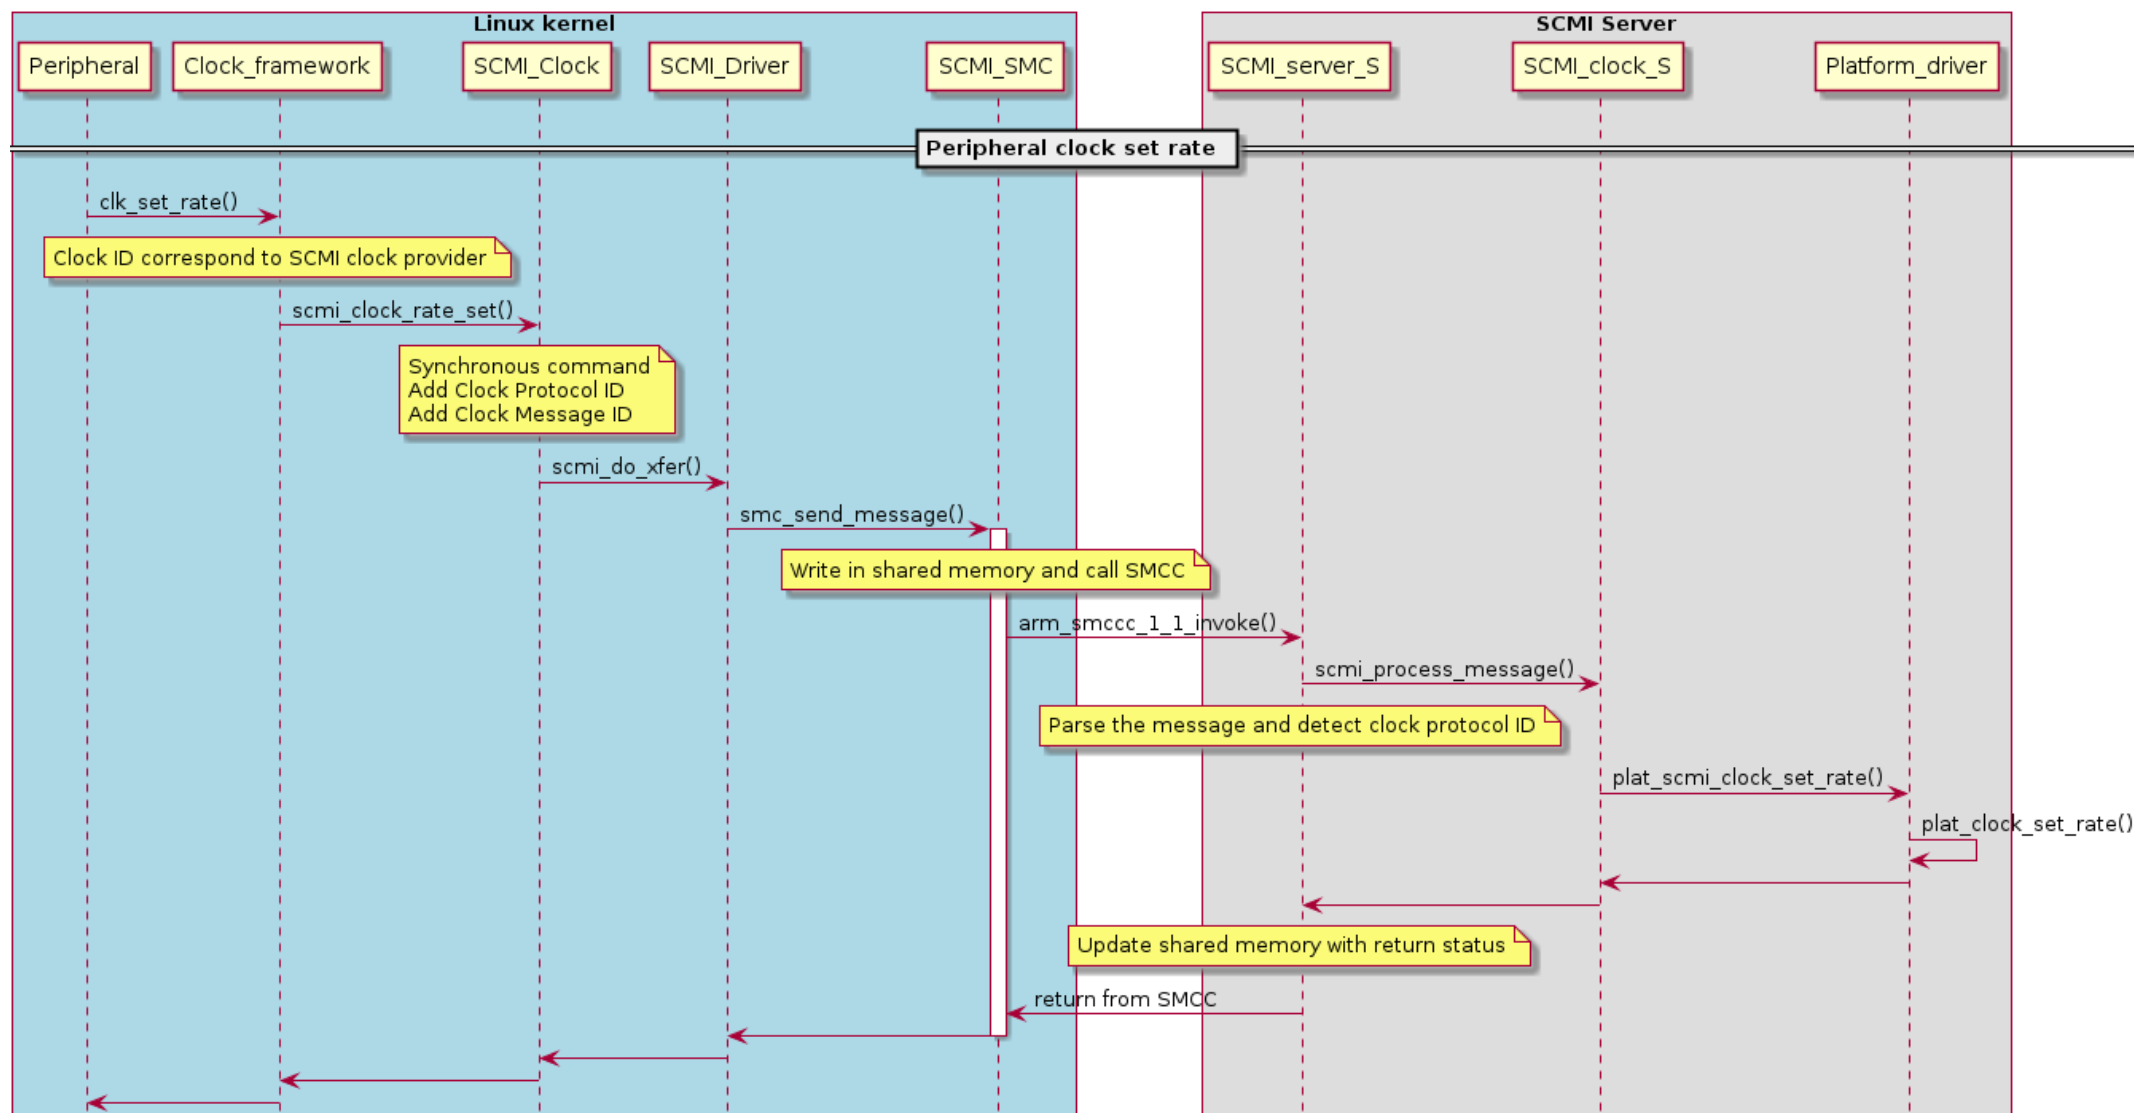 Linux kernel
SCMI Server
Peripheral
Clock_framework
SCMI_Clock
SCMI_Driver
SCMI_SMC
SCMI_server_S
SCMI_clock_S
Platform_driver
Peripheral clock set rate
clk_set_rate()
Clock ID correspond to SCMI clock provider
scmi_clock_rate_set()
Synchronous command
Add Clock Protocol ID
Add Clock Message ID
scmi_do_xfer()
smc_send_message()
Write in shared memory and call SMCC
arm_smccc_1_1_invoke()
scmi_process_message()
Parse the message and detect clock protocol ID
plat_scmi_clock_set_rate()
plat_clock_set_rate()
Update shared memory with return status
return from SMCC